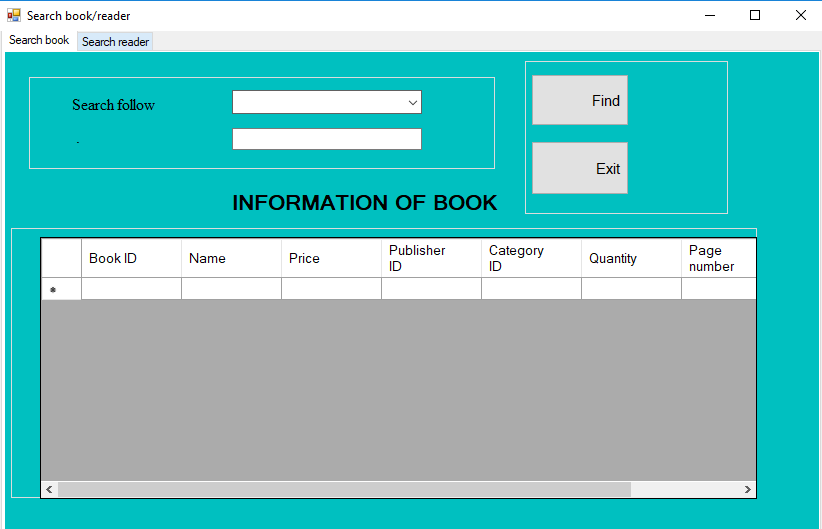 Search book/reader
Search book Search reader
Search follow
.
Find
Exit
INFORMATION OF BOOK
Book ID Name Price Publisher ID Category ID Quantity Page number